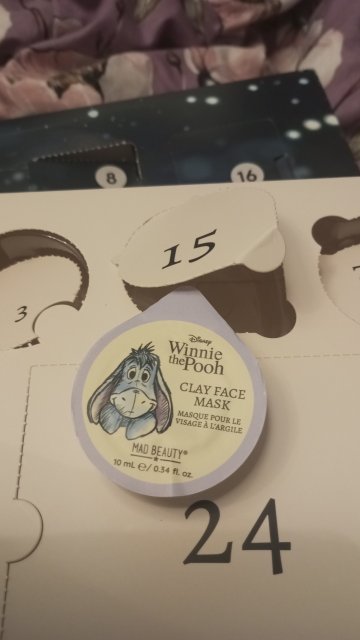 8
16
15
3
Disney
Winnie
the Pooh
CLAY FACE
MASK
MASQUE POUR LE
VISAGE À L'ARGILE
MAD BEAUTY®
10 mL e / 0.34 fl. oz.
24